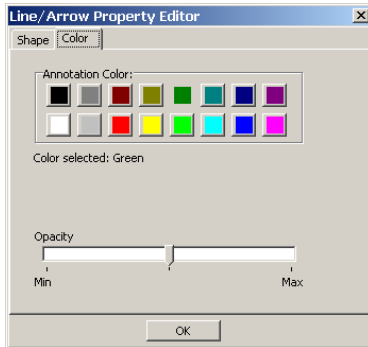 Line/Arrow Property Editor
Shape Color
Annotation Color:
Color selected: Green
Opacity
Min Max
OK